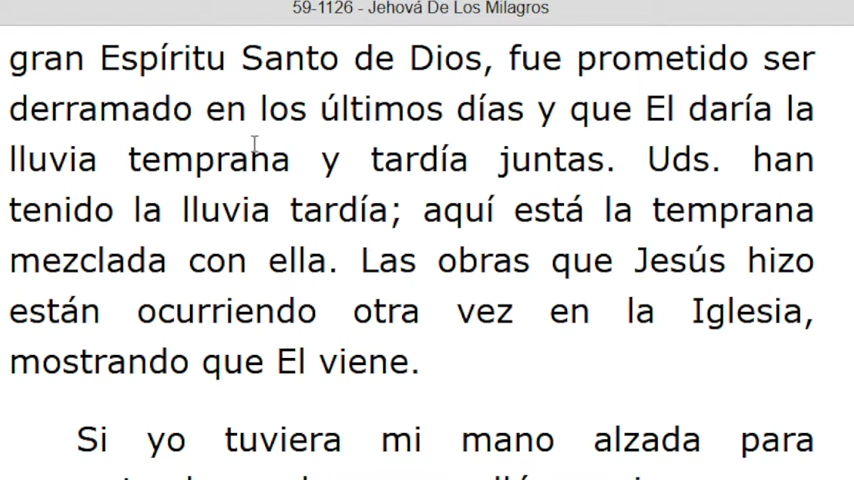 59-1126 - Jehová De Los Milagros
gran Espíritu Santo de Dios, fue prometido ser
derramado en los últimos días y que El daría la
lluvia temprana y tardía juntas. Uds. han
tenido la lluvia tardía; aquí está la temprana
mezclada con ella. Las obras que Jesús hizo
están ocurriendo otra vez en la Iglesia,
mostrando que El viene.
Si yo tuviera mi mano alzada para